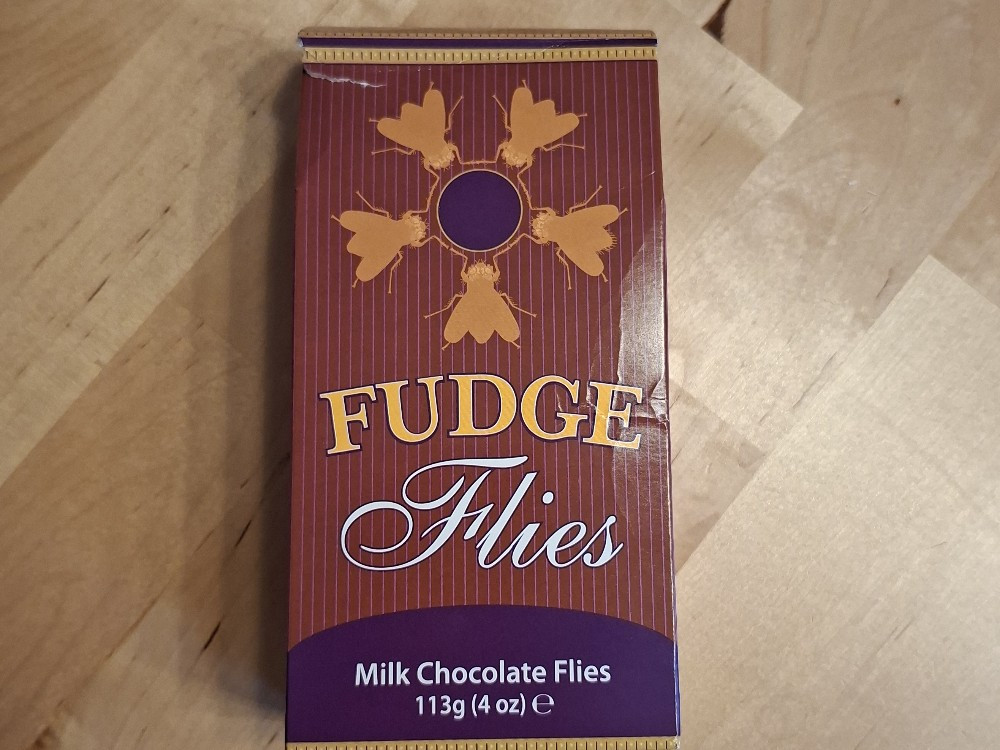 FUDGE
Flies
Milk Chocolate Flies
113g (4 oz) ℮